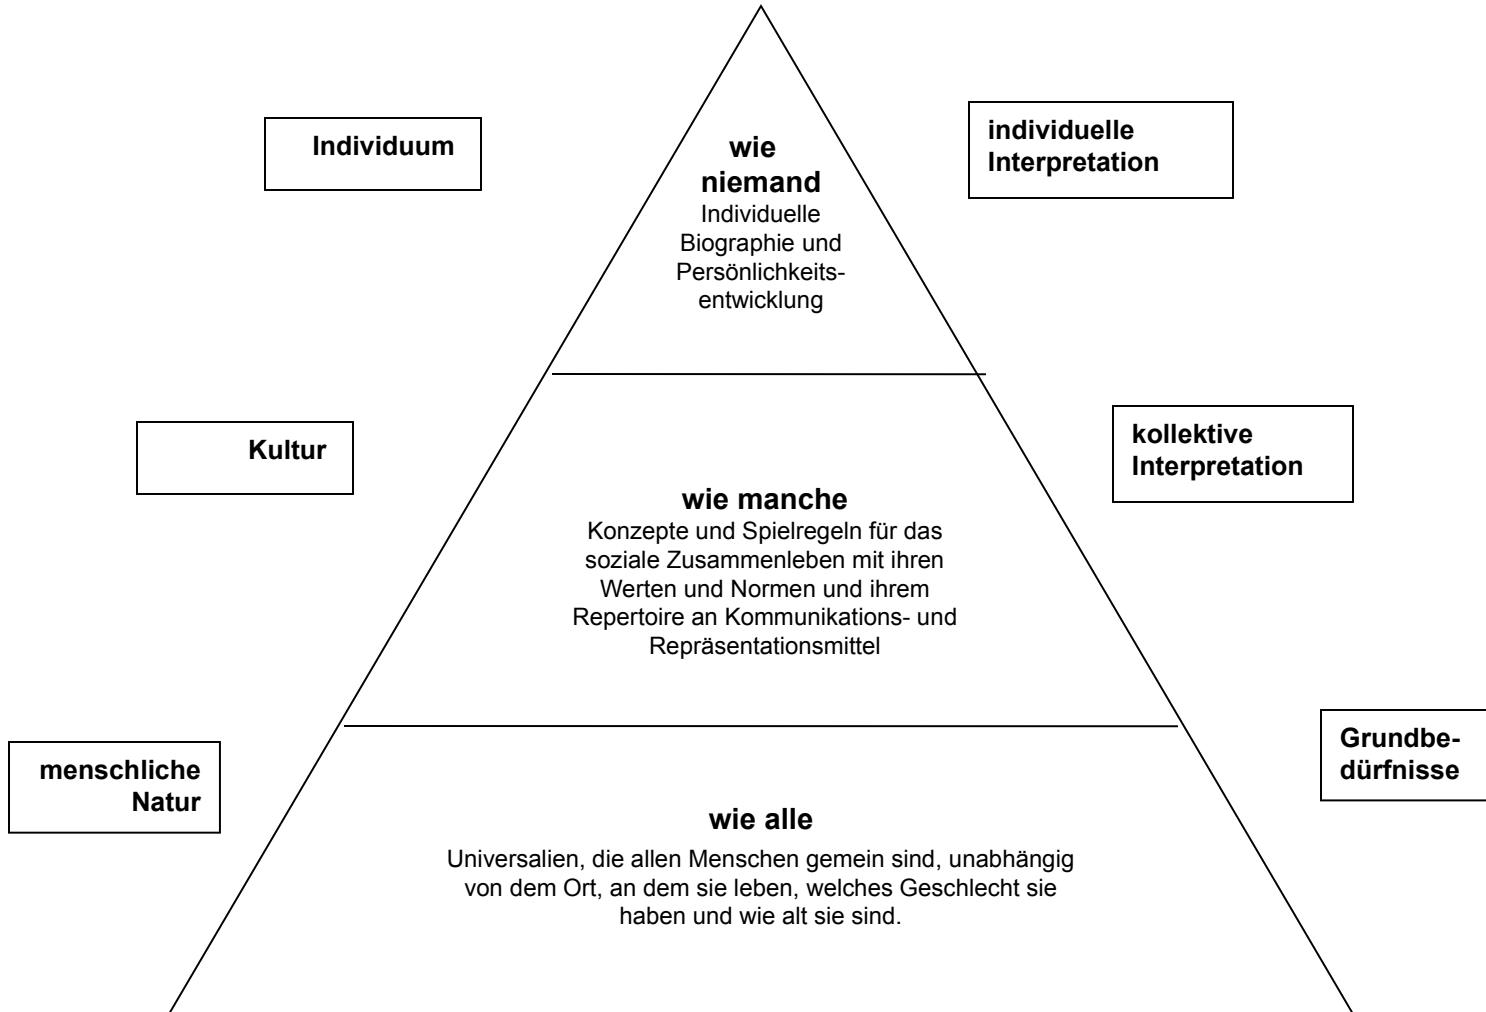 Individuum
wie
niemand
Individuelle
Biographie und
Persönlichkeits-
entwicklung
individuelle
Interpretation
Kultur
wie manche
Konzepte und Spielregeln für das
soziale Zusammenleben mit ihren
Werten und Normen und ihrem
Repertoire an Kommunikations- und
Repräsentationsmittel
kollektive
Interpretation
menschliche
Natur
wie alle
Universalien, die allen Menschen gemein sind, unabhängig
von dem Ort, an dem sie leben, welches Geschlecht sie
haben und wie alt sie sind.
Grundbe-
dürfnisse